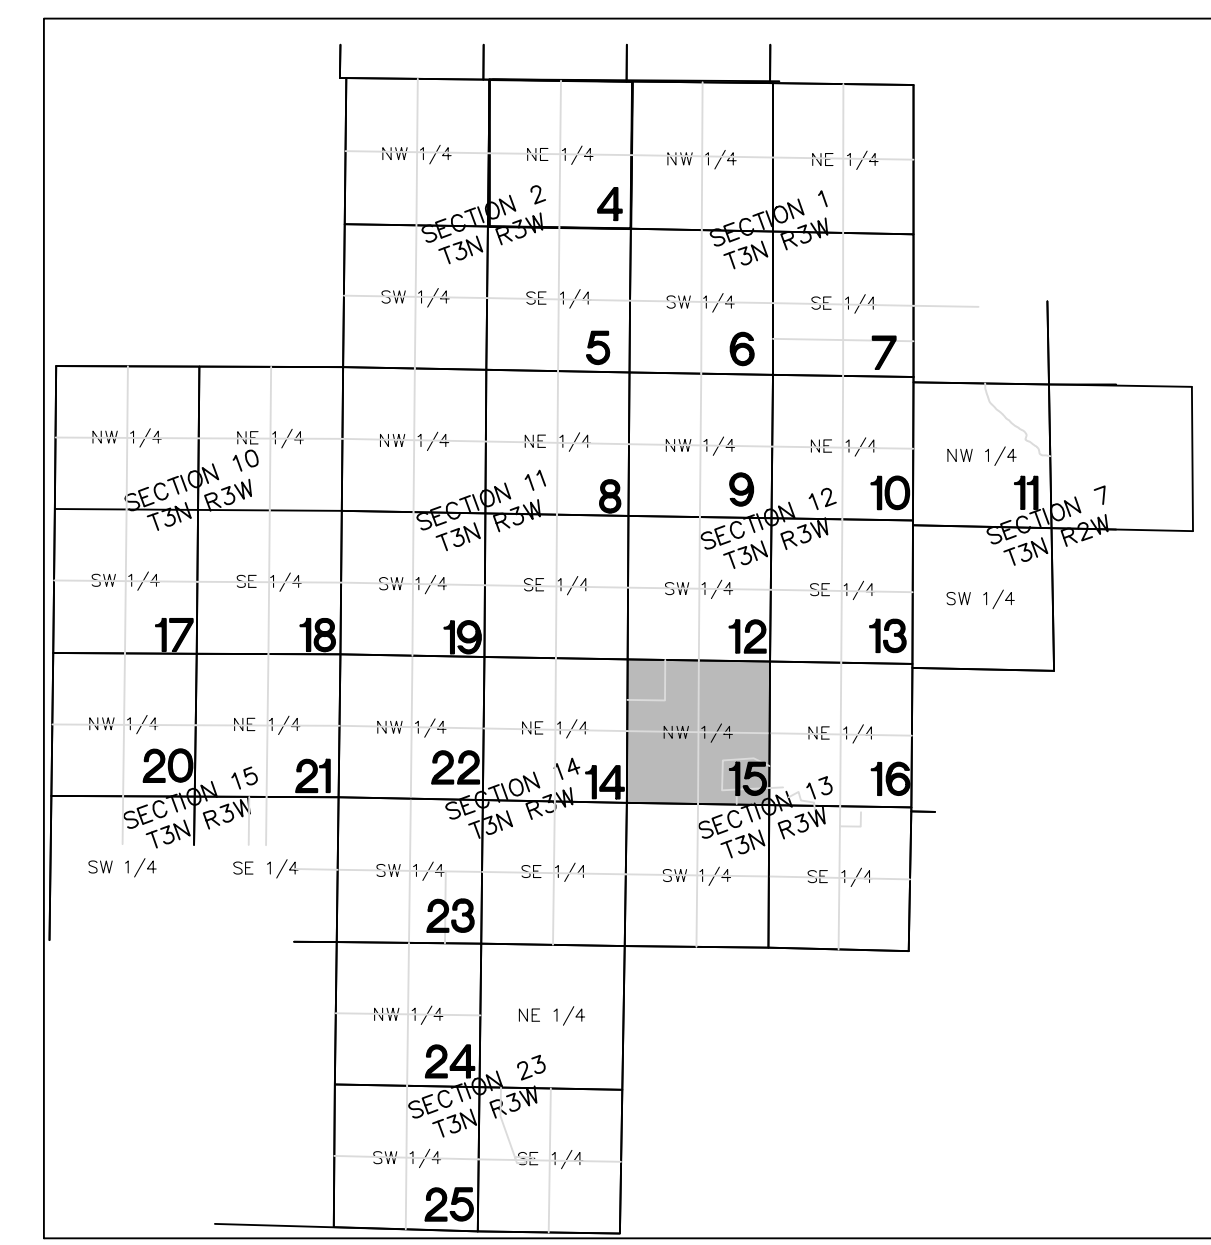 NW 1/4 NE 1/4 NW 1/4 NE 1/4
4
SECTION 2
T3N R3W
SECTION 1
T3N R3W
SW 1/4 SE 1/4 SW 1/4 SE 1/4
5 6 7
NW 1/4 NE 1/4 NW 1/4 NE 1/4 NW 1/4 NE 1/4 NW 1/4
8 9 10 11
SECTION 10
T3N R3W
SECTION 11
T3N R3W
SECTION 12
T3N R3W
SECTION 7
T3N R2W
SW 1/4 SE 1/4 SW 1/4 SE 1/4 SW 1/4 SE 1/4 SW 1/4
17 18 19 12 13
NW 1/4 NE 1/4 NW 1/4 NE 1/4 NW 1/4 NE 1/4
20 21 22 14 15 16
SECTION 15
T3N R3W
SECTION 14
T3N R3W
SECTION 13
T3N R3W
SW 1/4 SE 1/4 SW 1/4 SE 1/4 SW 1/4 SE 1/4
23
NW 1/4 NE 1/4
24
SECTION 23
T3N R3W
SW 1/4 SE 1/4
25